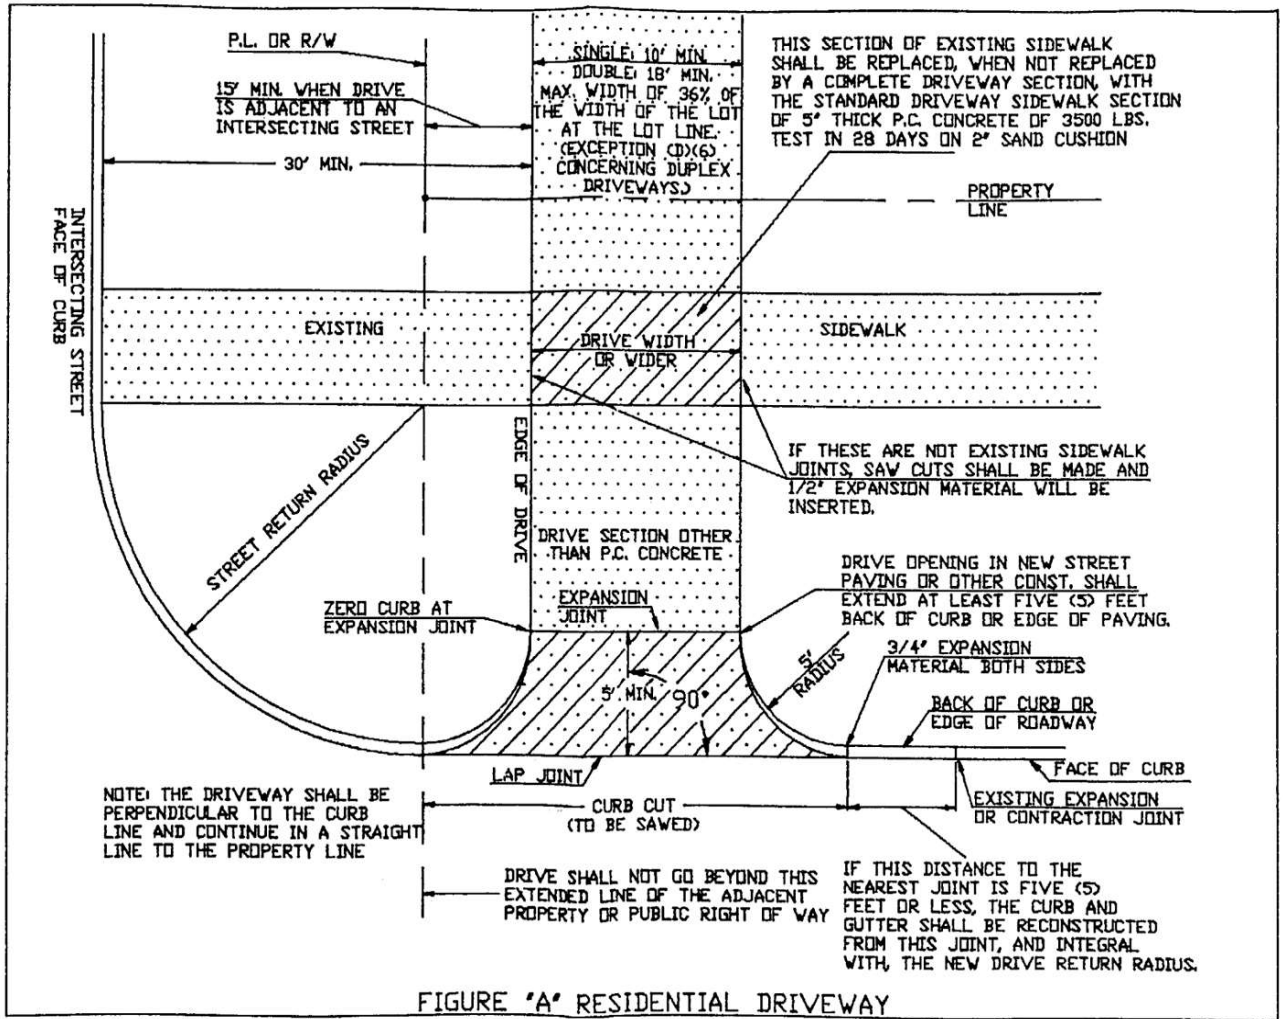 P.L. OR R/W
15' MIN. WHEN DRIVE
IS ADJACENT TO AN
INTERSECTING STREET
30' MIN.
SINGLE: 10' MIN.
DOUBLE: 18' MIN.
MAX. WIDTH OF 36% OF
THE WIDTH OF THE LOT
AT THE LOT LINE.
(EXCEPTION (D)(6)
CONCERNING DUPLEX
DRIVEWAYS.)
THIS SECTION OF EXISTING SIDEWALK
SHALL BE REPLACED, WHEN NOT REPLACED
BY A COMPLETE DRIVEWAY SECTION, WITH
THE STANDARD DRIVEWAY SIDEWALK SECTION
OF 5" THICK P.C. CONCRETE OF 3500 LBS.
TEST IN 28 DAYS ON 2" SAND CUSHION
PROPERTY
LINE
INTERSECTING STREET
FACE OF CURB
EXISTING
DRIVE WIDTH
OR WIDER
SIDEWALK
STREET RETURN RADIUS
EDGE OF DRIVE
IF THESE ARE NOT EXISTING SIDEWALK
JOINTS, SAW CUTS SHALL BE MADE AND
1/2" EXPANSION MATERIAL WILL BE
INSERTED.
DRIVE SECTION OTHER
THAN P.C. CONCRETE
DRIVE OPENING IN NEW STREET
PAVING OR OTHER CONST. SHALL
EXTEND AT LEAST FIVE (5) FEET
BACK OF CURB OR EDGE OF PAVING.
ZERO CURB AT
EXPANSION JOINT
EXPANSION
JOINT
5' MIN.
90°
5'
RADIUS
3/4" EXPANSION
MATERIAL BOTH SIDES
BACK OF CURB OR
EDGE OF ROADWAY
LAP JOINT
FACE OF CURB
NOTE: THE DRIVEWAY SHALL BE
PERPENDICULAR TO THE CURB
LINE AND CONTINUE IN A STRAIGHT
LINE TO THE PROPERTY LINE
CURB CUT
(TO BE SAWED)
EXISTING EXPANSION
OR CONTRACTION JOINT
DRIVE SHALL NOT GO BEYOND THIS
EXTENDED LINE OF THE ADJACENT
PROPERTY OR PUBLIC RIGHT OF WAY
IF THIS DISTANCE TO THE
NEAREST JOINT IS FIVE (5)
FEET OR LESS, THE CURB AND
GUTTER SHALL BE RECONSTRUCTED
FROM THIS JOINT, AND INTEGRAL
WITH, THE NEW DRIVE RETURN RADIUS.
FIGURE "A" RESIDENTIAL DRIVEWAY